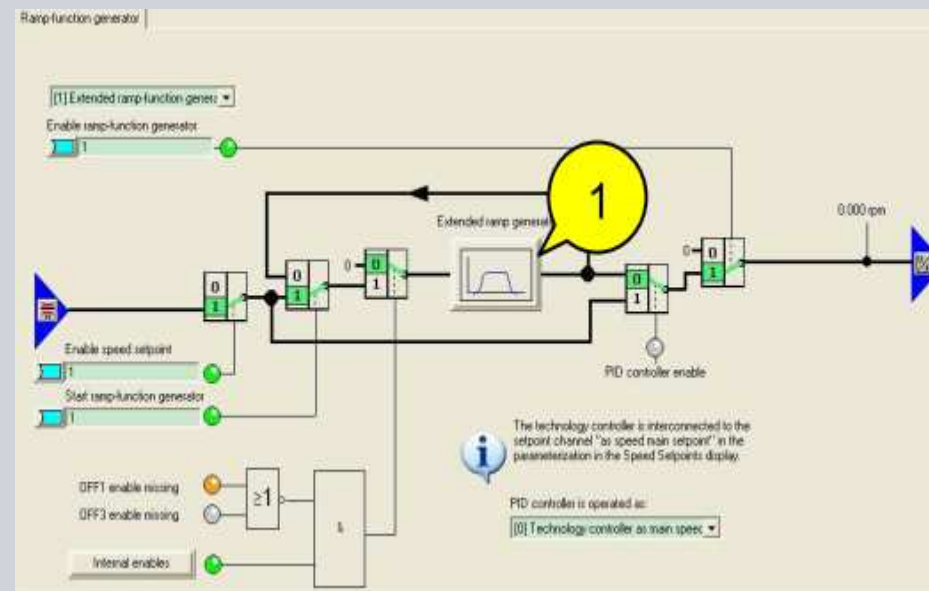 Ramp-function generator
[1] Extended ramp-function genera
Enable ramp-function generator
1
1
Extended ramp generat
0.000 rpm
0
0
1
0
1
0
0
1
0
1
0
1
Enable speed setpoint
1
PID controller enable
Start ramp-function generator
1
The technology controller is interconnected to the
setpoint channel "as speed main setpoint" in the
parameterization in the Speed Setpoints display.
OFF1 enable missing
≥1
OFF3 enable missing
&
PID controller is operated as:
[0] Technology controller as main speec
Internal enables